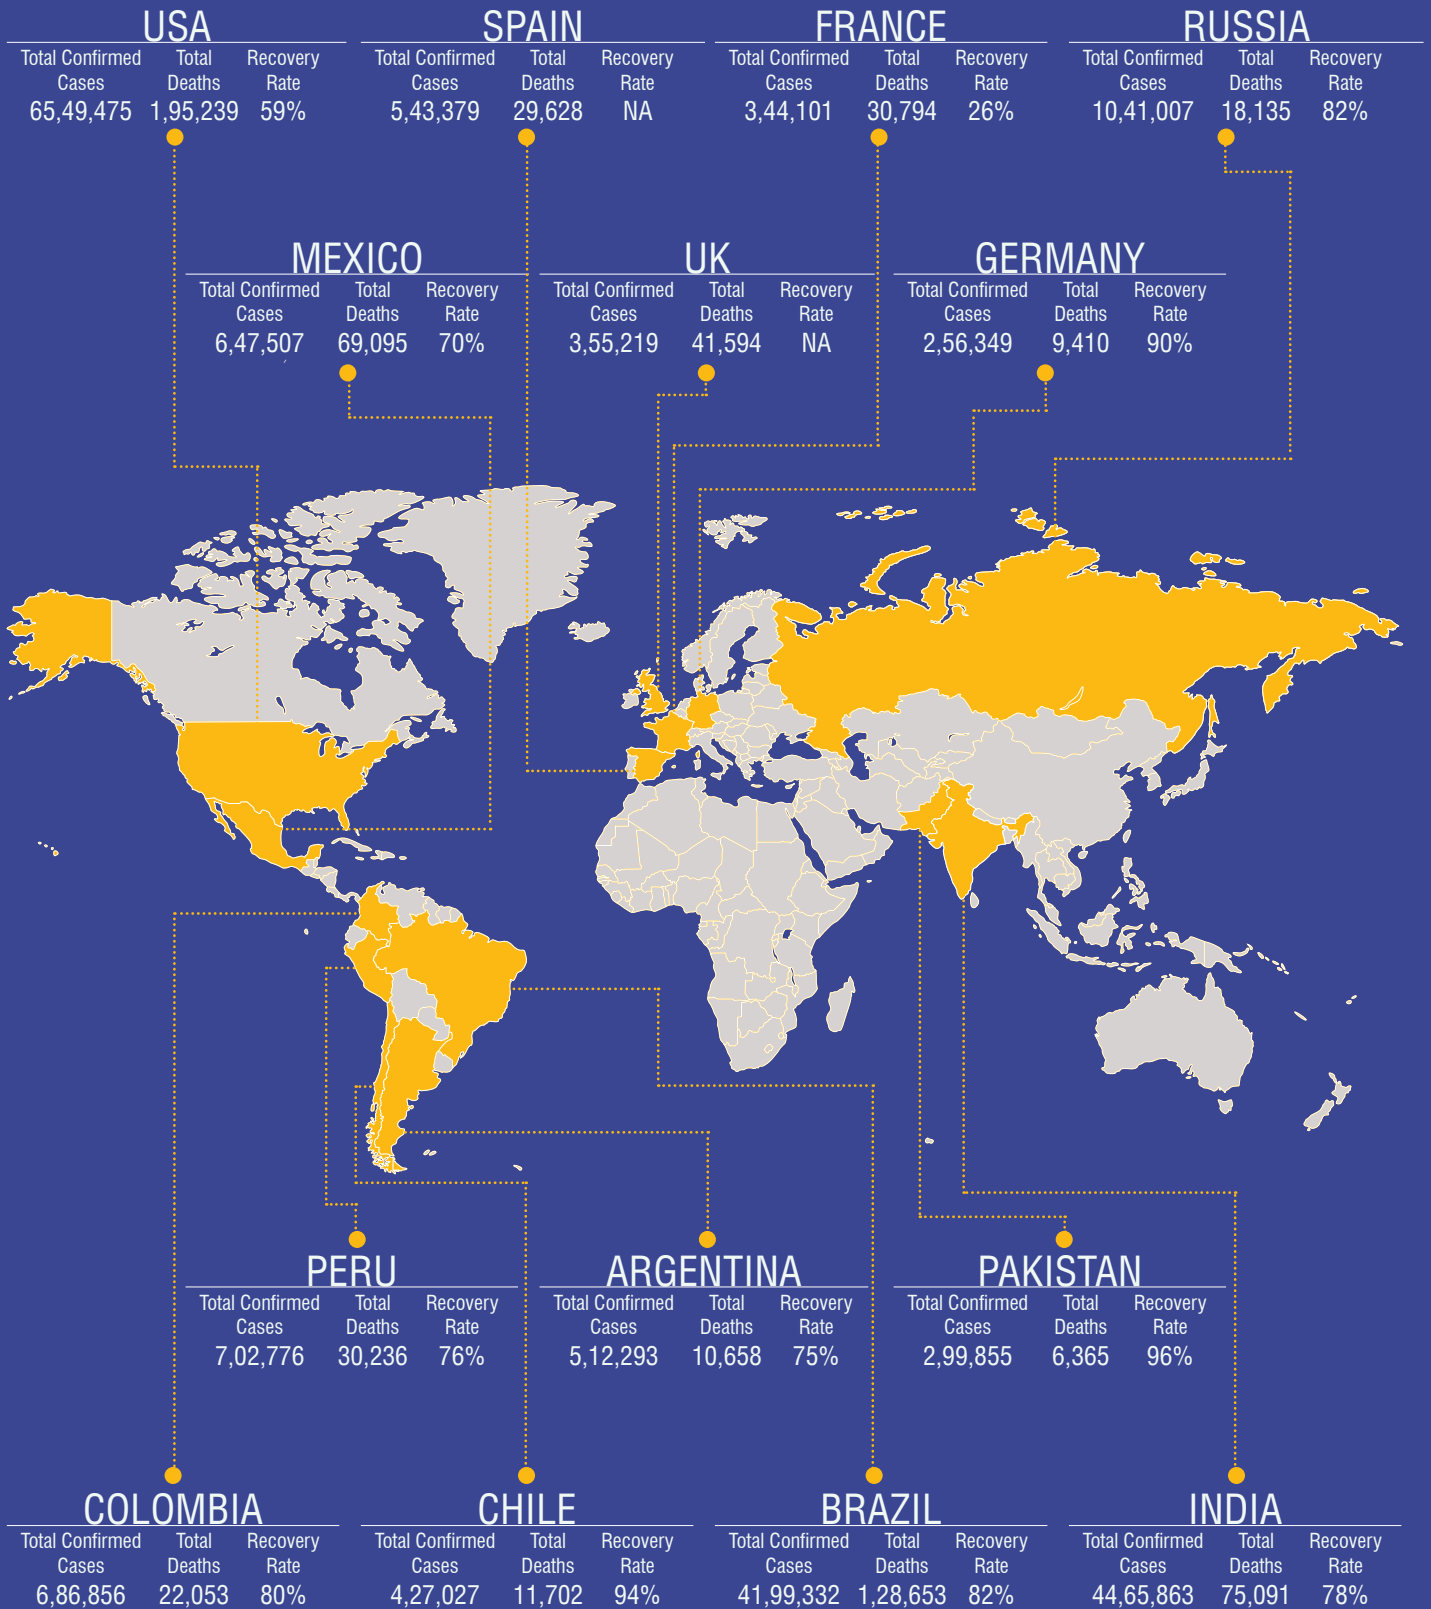 USA
Total Confirmed Cases Total Deaths Recovery Rate
65,49,475 1,95,239 59%
SPAIN
Total Confirmed Cases Total Deaths Recovery Rate
5,43,379 29,628 NA
FRANCE
Total Confirmed Cases Total Deaths Recovery Rate
3,44,101 30,794 26%
RUSSIA
Total Confirmed Cases Total Deaths Recovery Rate
10,41,007 18,135 82%
MEXICO
Total Confirmed Cases Total Deaths Recovery Rate
6,47,507 69,095 70%
UK
Total Confirmed Cases Total Deaths Recovery Rate
3,55,219 41,594 NA
GERMANY
Total Confirmed Cases Total Deaths Recovery Rate
2,56,349 9,410 90%
PERU
Total Confirmed Cases Total Deaths Recovery Rate
7,02,776 30,236 76%
ARGENTINA
Total Confirmed Cases Total Deaths Recovery Rate
5,12,293 10,658 75%
PAKISTAN
Total Confirmed Cases Total Deaths Recovery Rate
2,99,855 6,365 96%
COLOMBIA
Total Confirmed Cases Total Deaths Recovery Rate
6,86,856 22,053 80%
CHILE
Total Confirmed Cases Total Deaths Recovery Rate
4,27,027 11,702 94%
BRAZIL
Total Confirmed Cases Total Deaths Recovery Rate
41,99,332 1,28,653 82%
INDIA
Total Confirmed Cases Total Deaths Recovery Rate
44,65,863 75,091 78%